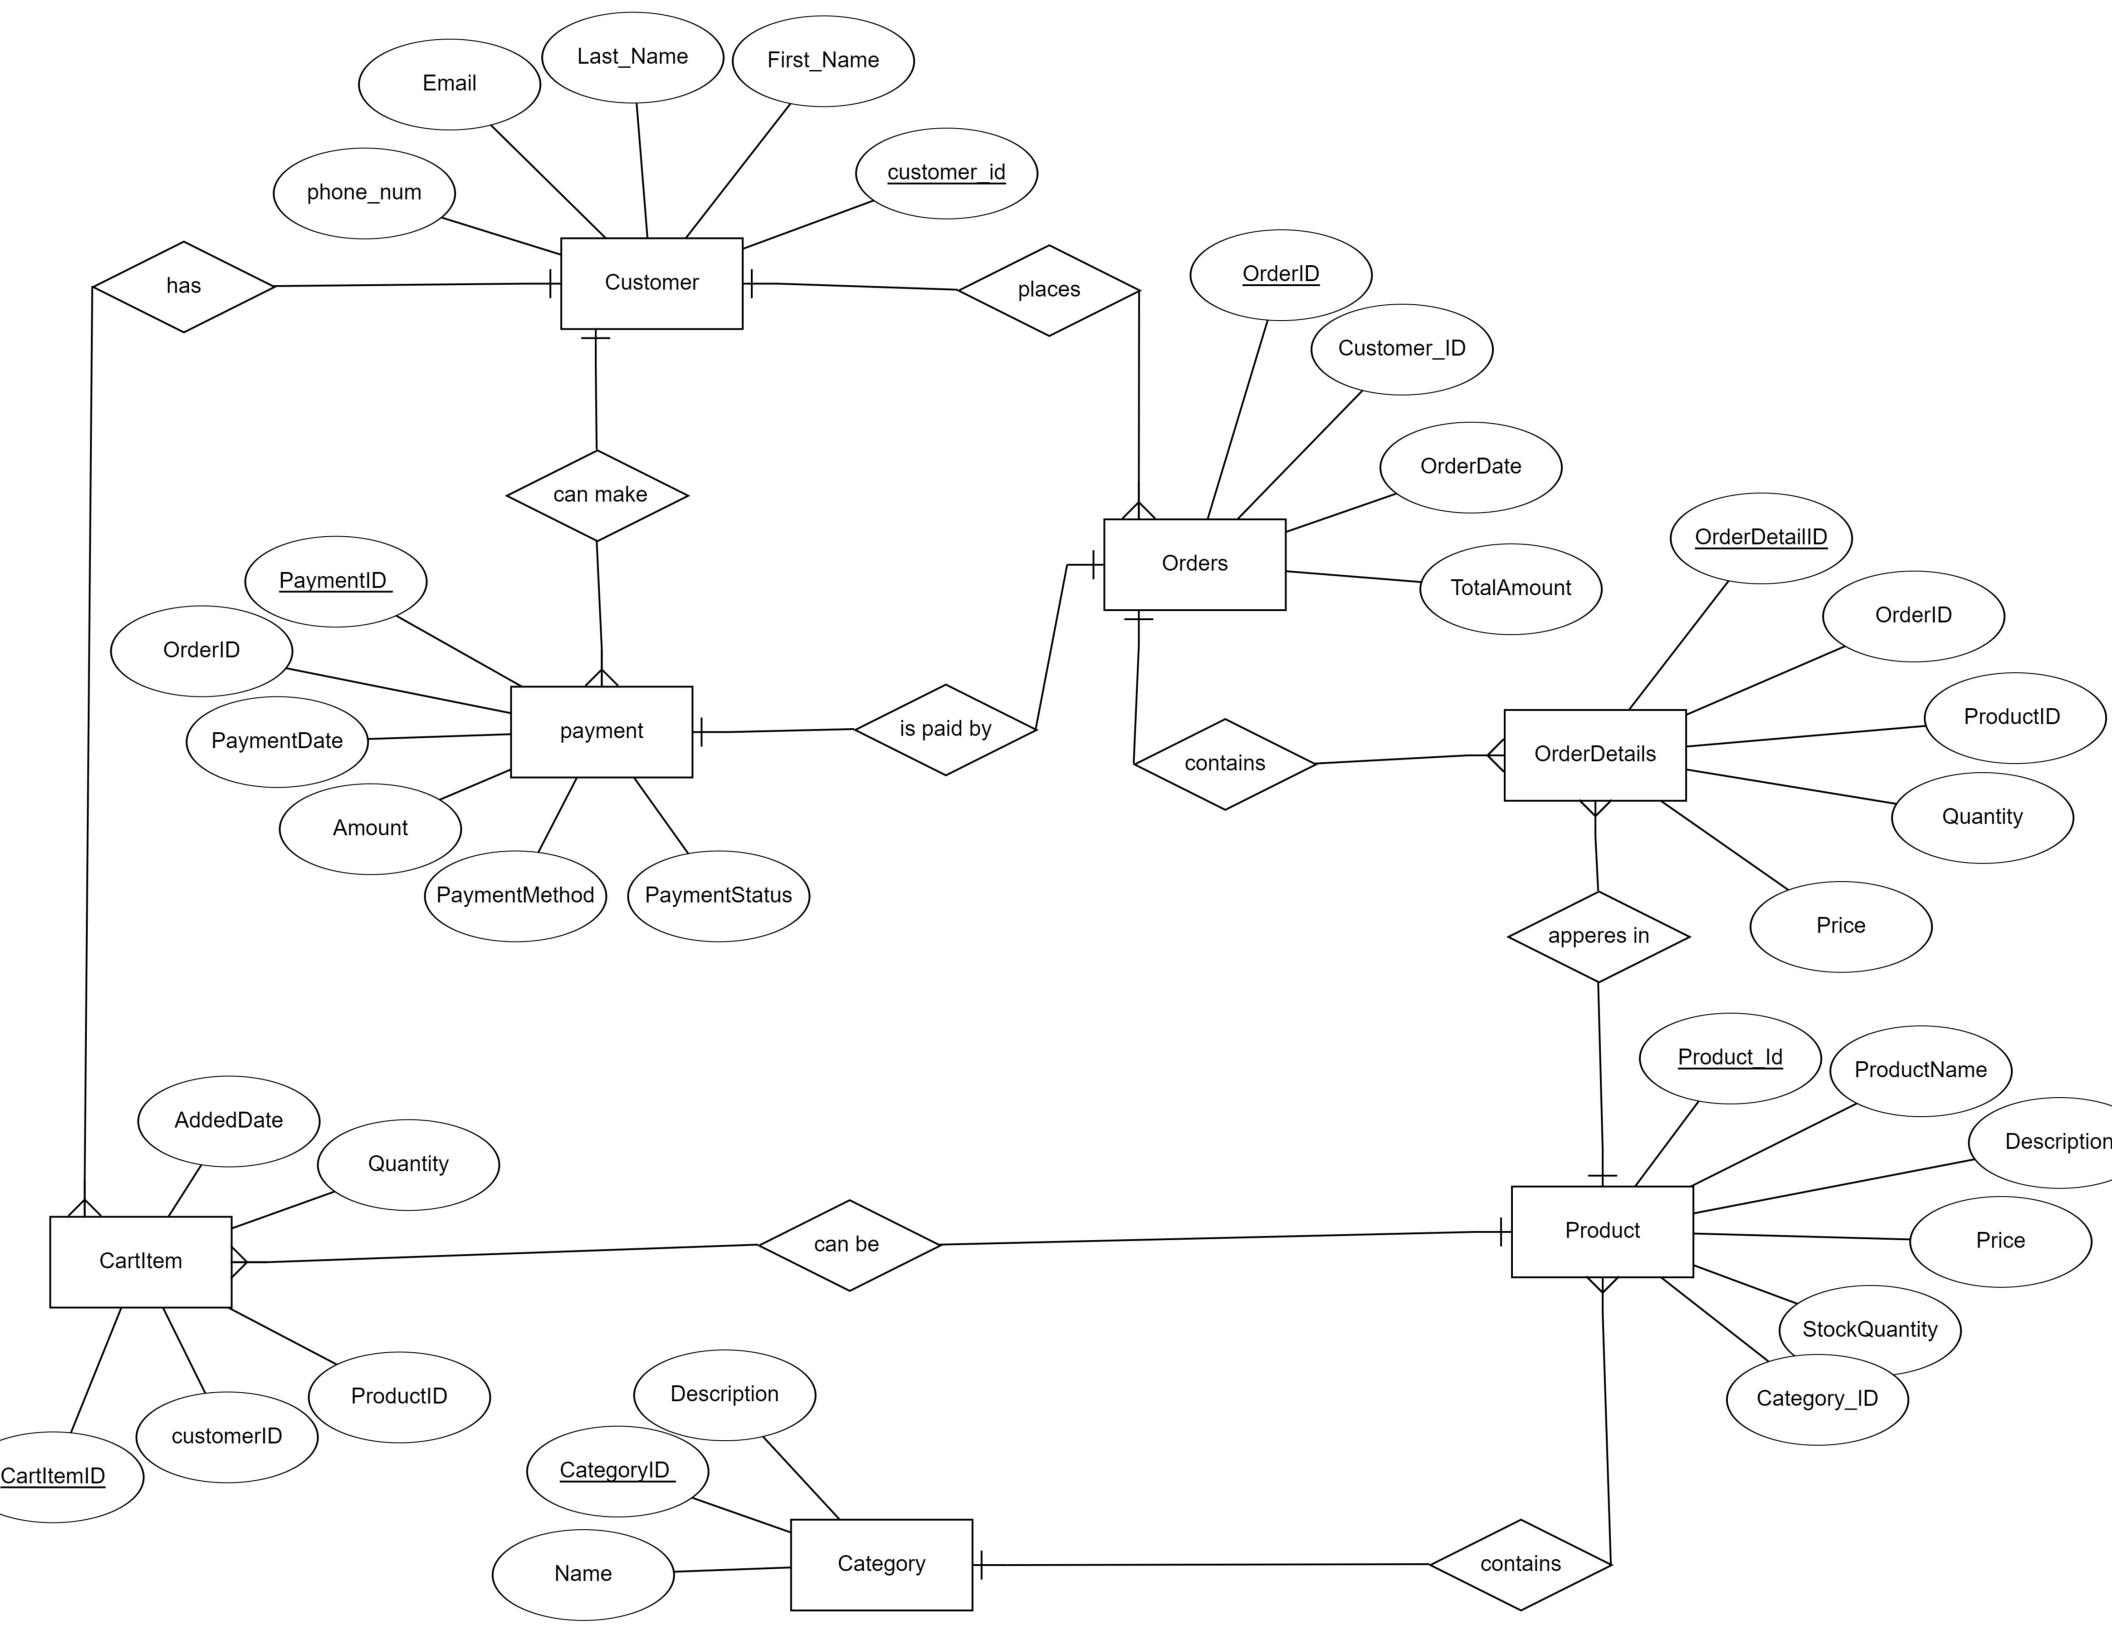 Last_Name
First_Name
Email
customer_id
phone_num
has
Customer
places
OrderID
Customer_ID
OrderDate
can make
OrderDetailID
Orders
PaymentID
TotalAmount
OrderID
OrderID
ProductID
payment
is paid by
PaymentDate
contains
OrderDetails
Quantity
Amount
PaymentMethod
PaymentStatus
Price
apperes in
Product_Id
ProductName
AddedDate
Description
Quantity
CartItem
can be
Product
Price
StockQuantity
Description
ProductID
Category_ID
customerID
CartItemID
CategoryID
Name
Category
contains